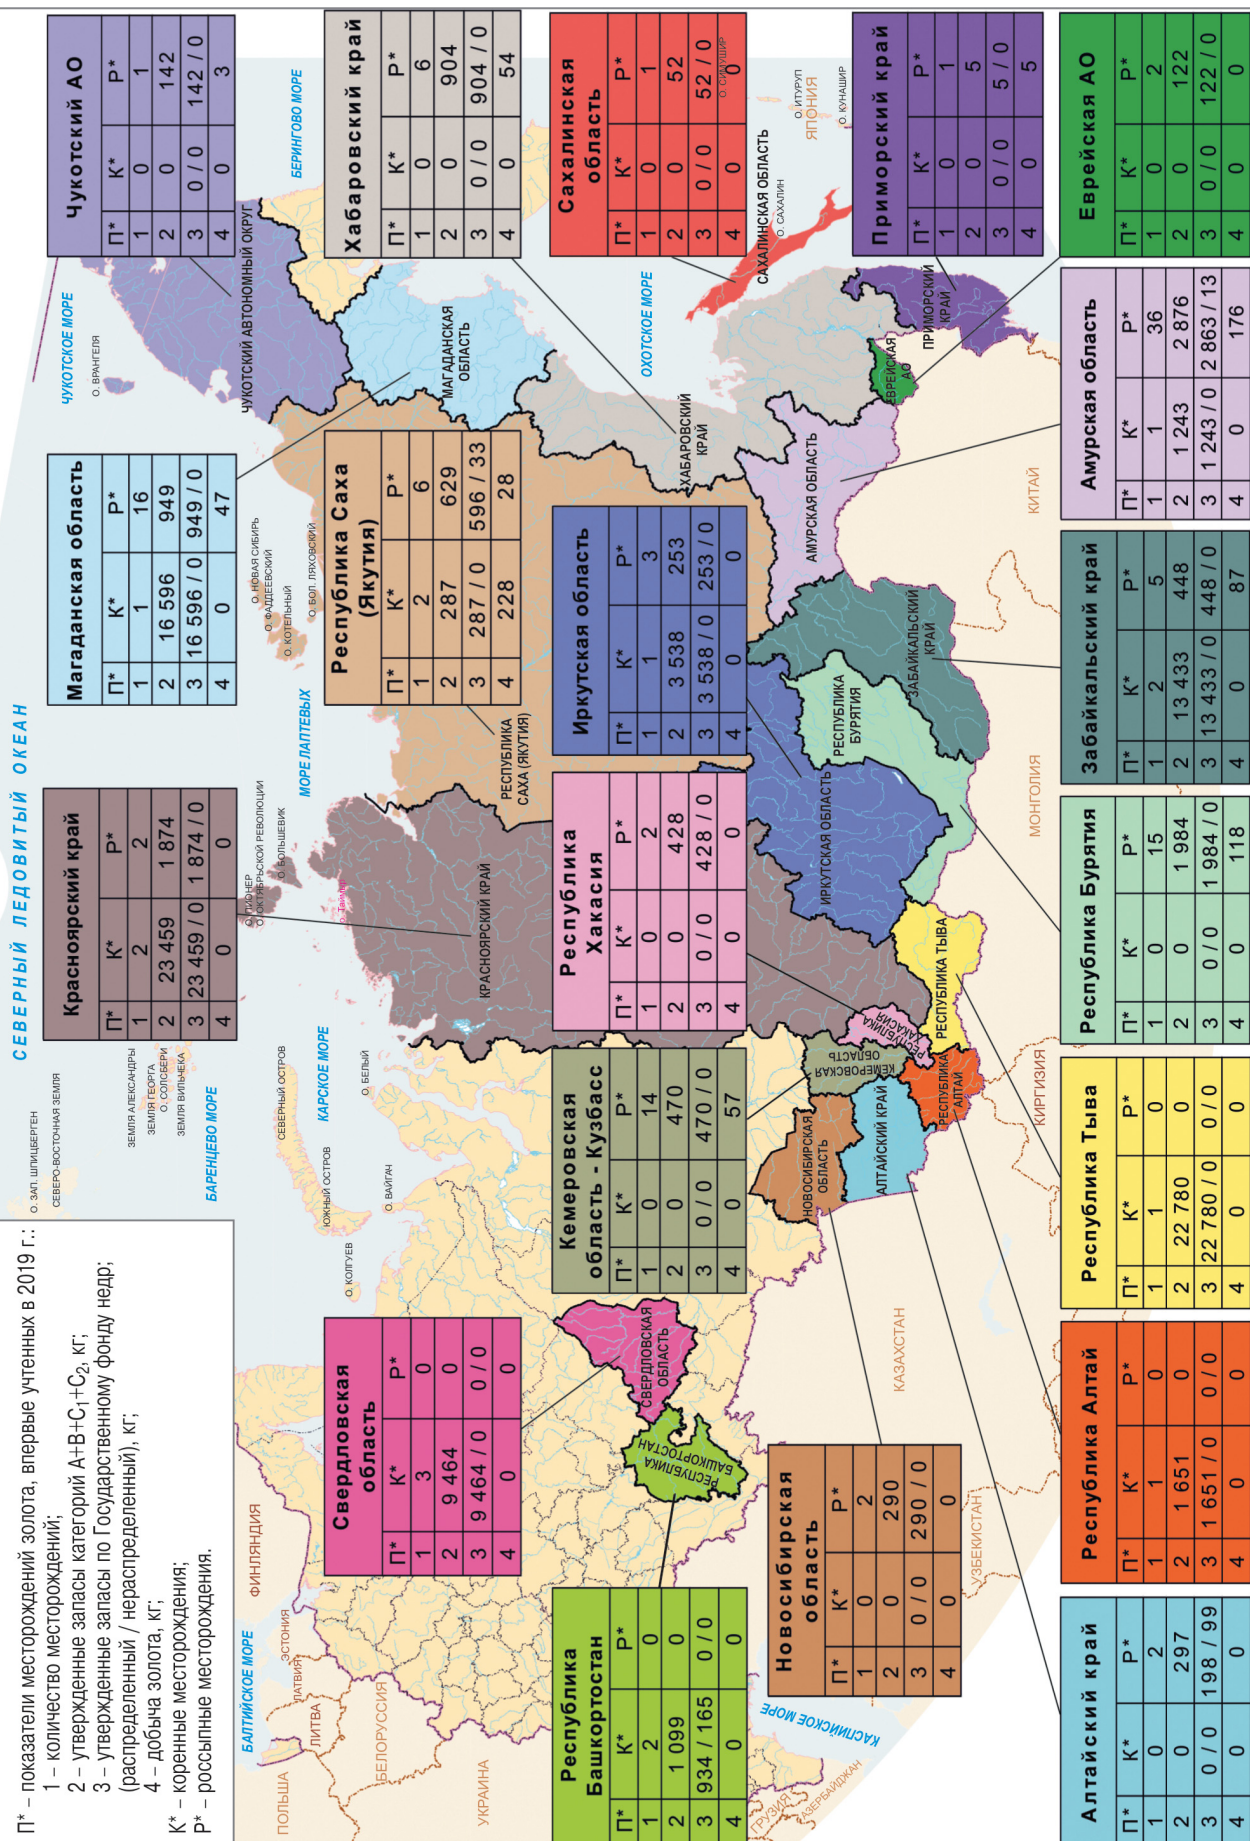 П* – показатели месторождений золота, впервые учтенных в 2019 г.:
1 – количество месторождений;
2 – утвержденные запасы категорий А+В+С₁+С₂, кг;
3 – утвержденные запасы по Государственному фонду недр;
(распределенный / нераспределенный), кг;
4 – добыча золота, кг;
К* – коренные месторождения;
Р* – россыпные месторождения.
СЕВЕРНЫЙ ЛЕДОВИТЫЙ ОКЕАН
Красноярский край
П* К* Р*
1 2 2
2 23 459 1 874
3 23 459 / 0 1 874 / 0
4 0 0
Магаданская область
П* К* Р*
1 1 16
2 16 596 949
3 16 596 / 0 949 / 0
4 0 47
Чукотский АО
П* К* Р*
1 0 1
2 0 142
3 0 / 0 142 / 0
4 0 3
Свердловская
область
П* К* Р*
1 3 0
2 9 464 0
3 9 464 / 0 0 / 0
4 0 0
Республика Саха
(Якутия)
П* К* Р*
1 2 6
2 287 629
3 287 / 0 596 / 33
4 228 28
Хабаровский край
П* К* Р*
1 0 6
2 0 904
3 0 / 0 904 / 0
4 0 54
Республика
Башкортостан
П* К* Р*
1 2 0
2 1 099 0
3 934 / 165 0 / 0
4 0 0
Кемеровская
область - Кузбасс
П* К* Р*
1 0 14
2 0 470
3 0 / 0 470 / 0
4 0 57
Республика
Хакасия
П* К* Р*
1 0 2
2 0 428
3 0 / 0 428 / 0
4 0 0
Иркутская область
П* К* Р*
1 1 3
2 3 538 253
3 3 538 / 0 253 / 0
4 0 0
Сахалинская
область
П* К* Р*
1 0 1
2 0 52
3 0 / 0 52 / 0
4 0 0
Новосибирская
область
П* К* Р*
1 0 2
2 0 290
3 0 / 0 290 / 0
4 0 0
Приморский край
П* К* Р*
1 0 1
2 0 5
3 0 / 0 5 / 0
4 0 5
Алтайский край
П* К* Р*
1 0 2
2 0 297
3 0 / 0 198 / 99
4 0 0
Республика Алтай
П* К* Р*
1 1 0
2 1 651 0
3 1 651 / 0 0 / 0
4 0 0
Республика Тыва
П* К* Р*
1 1 0
2 22 780 0
3 22 780 / 0 0 / 0
4 0 0
Республика Бурятия
П* К* Р*
1 0 15
2 0 1 984
3 0 / 0 1 984 / 0
4 0 118
Забайкальский край
П* К* Р*
1 2 5
2 13 433 448
3 13 433 / 0 448 / 0
4 0 87
Амурская область
П* К* Р*
1 1 36
2 1 243 2 876
3 1 243 / 0 2 863 / 13
4 0 176
Еврейская АО
П* К* Р*
1 0 2
2 0 122
3 0 / 0 122 / 0
4 0 0
О. ЗАП. ШПИЦБЕРГЕН
СЕВЕРО-ВОСТОЧНАЯ ЗЕМЛЯ
ЗЕМЛЯ АЛЕКСАНДРЫ
ЗЕМЛЯ ГЕОРГА
О. СОЛСБЕРИ
ЗЕМЛЯ ВИЛЬЧЕКА
БАРЕНЦЕВО МОРЕ
СЕВЕРНЫЙ ОСТРОВ
КАРСКОЕ МОРЕ
ЮЖНЫЙ ОСТРОВ
О. БЕЛЫЙ
О. ВАЙГАЧ
О. КОЛГУЕВ
О. ПИОНЕР
О. ОКТЯБРЬСКОЙ РЕВОЛЮЦИИ
О. БОЛЬШЕВИК
О. Таймыр
МОРЕ ЛАПТЕВЫХ
О. НОВАЯ СИБИРЬ
О. ФАДДЕЕВСКИЙ
О. КОТЕЛЬНЫЙ
О. БОЛ. ЛЯХОВСКИЙ
ЧУКОТСКОЕ МОРЕ
О. ВРАНГЕЛЯ
БЕРИНГОВО МОРЕ
ОХОТСКОЕ МОРЕ
О. САХАЛИН
О. СИМУШИР
О. ИТУРУП
О. КУНАШИР
ЯПОНИЯ
ФИНЛЯНДИЯ
БАЛТИЙСКОЕ МОРЕ
ЭСТОНИЯ
ЛАТВИЯ
ЛИТВА
ПОЛЬША
БЕЛОРУССИЯ
УКРАИНА
ГРУЗИЯ
АЗЕРБАЙДЖАН
КАСПИЙСКОЕ МОРЕ
УЗБЕКИСТАН
КАЗАХСТАН
КИРГИЗИЯ
МОНГОЛИЯ
КИТАЙ
СВЕРДЛОВСКАЯ
ОБЛАСТЬ
РЕСПУБЛИКА
БАШКОРТОСТАН
НОВОСИБИРСКАЯ
ОБЛАСТЬ
АЛТАЙСКИЙ КРАЙ
КЕМЕРОВСКАЯ
ОБЛАСТЬ
РЕСПУБЛИКА
АЛТАЙ
РЕСПУБЛИКА
ХАКАСИЯ
РЕСПУБЛИКА ТЫВА
КРАСНОЯРСКИЙ КРАЙ
ИРКУТСКАЯ ОБЛАСТЬ
РЕСПУБЛИКА
БУРЯТИЯ
ЗАБАЙКАЛЬСКИЙ
КРАЙ
РЕСПУБЛИКА
САХА (ЯКУТИЯ)
АМУРСКАЯ ОБЛАСТЬ
ЕВРЕЙСКАЯ
АО
ХАБАРОВСКИЙ
КРАЙ
ПРИМОРСКИЙ
КРАЙ
МАГАДАНСКАЯ
ОБЛАСТЬ
ЧУКОТСКИЙ АВТОНОМНЫЙ ОКРУГ
САХАЛИНСКАЯ ОБЛАСТЬ